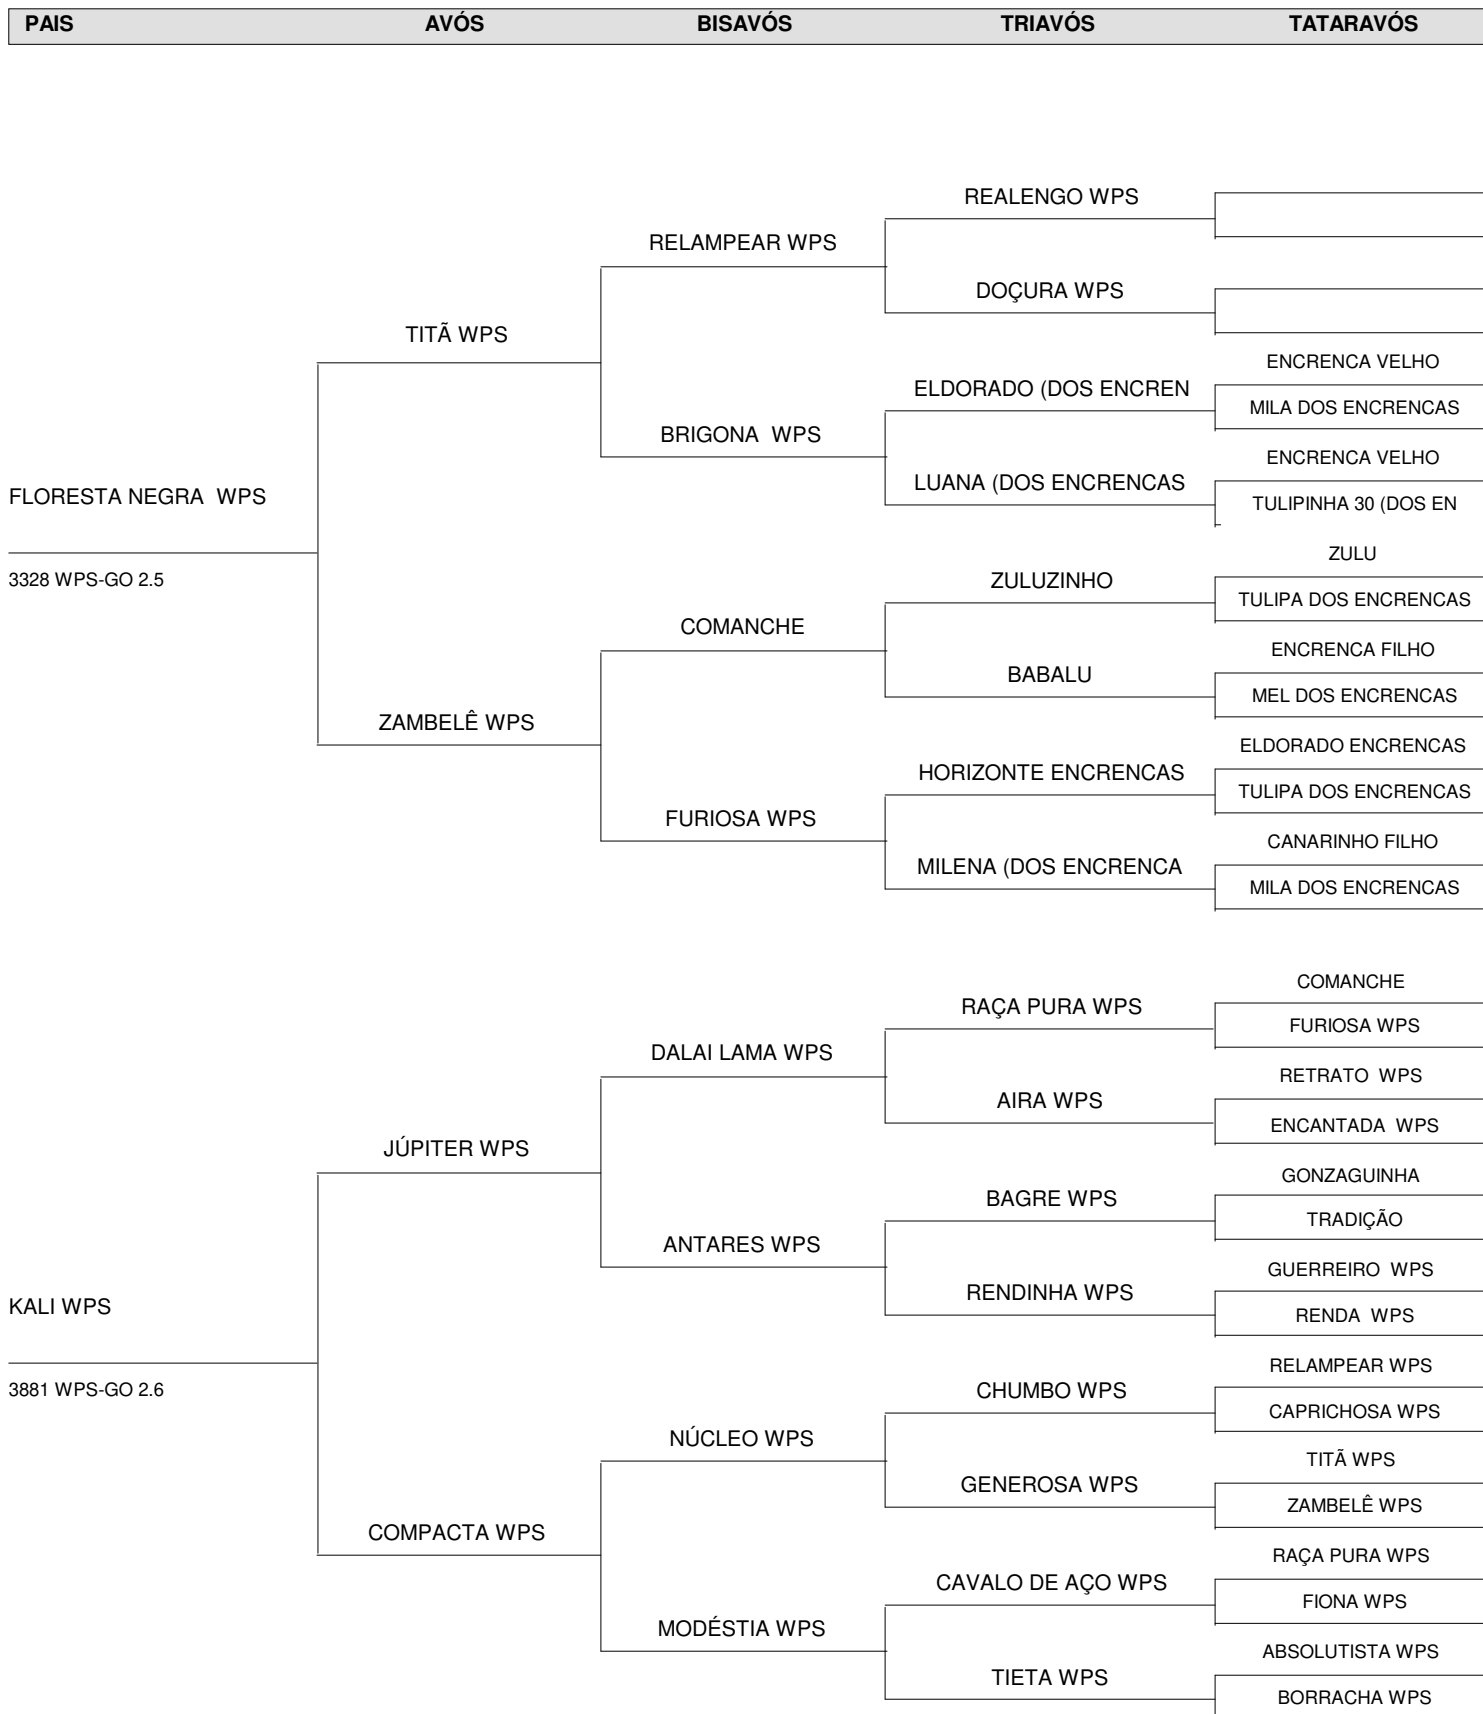 PAIS AVÓS BISAVÓS TRIAVÓS TATARAVÓS
REALENGO WPS
RELAMPEAR WPS
DOÇURA WPS
TITÃ WPS
ENCRENCA VELHO
ELDORADO (DOS ENCREN
MILA DOS ENCRENCAS
BRIGONA WPS
ENCRENCA VELHO
LUANA (DOS ENCRENCAS
TULIPINHA 30 (DOS EN
FLORESTA NEGRA WPS
3328 WPS-GO 2.5
ZULU
ZULUZINHO
TULIPA DOS ENCRENCAS
COMANCHE
ENCRENCA FILHO
BABALU
MEL DOS ENCRENCAS
ZAMBELÊ WPS
ELDORADO ENCRENCAS
HORIZONTE ENCRENCAS
TULIPA DOS ENCRENCAS
FURIOSA WPS
CANARINHO FILHO
MILENA (DOS ENCRENCA
MILA DOS ENCRENCAS
COMANCHE
RAÇA PURA WPS
FURIOSA WPS
DALAI LAMA WPS
RETRATO WPS
AIRA WPS
ENCANTADA WPS
JÚPITER WPS
GONZAGUINHA
BAGRE WPS
TRADIÇÃO
ANTARES WPS
GUERREIRO WPS
RENDINHA WPS
RENDA WPS
KALI WPS
3881 WPS-GO 2.6
RELAMPEAR WPS
CHUMBO WPS
CAPRICHOSA WPS
NÚCLEO WPS
TITÃ WPS
GENEROSA WPS
ZAMBELÊ WPS
COMPACTA WPS
RAÇA PURA WPS
CAVALO DE AÇO WPS
FIONA WPS
MODÉSTIA WPS
ABSOLUTISTA WPS
TIETA WPS
BORRACHA WPS